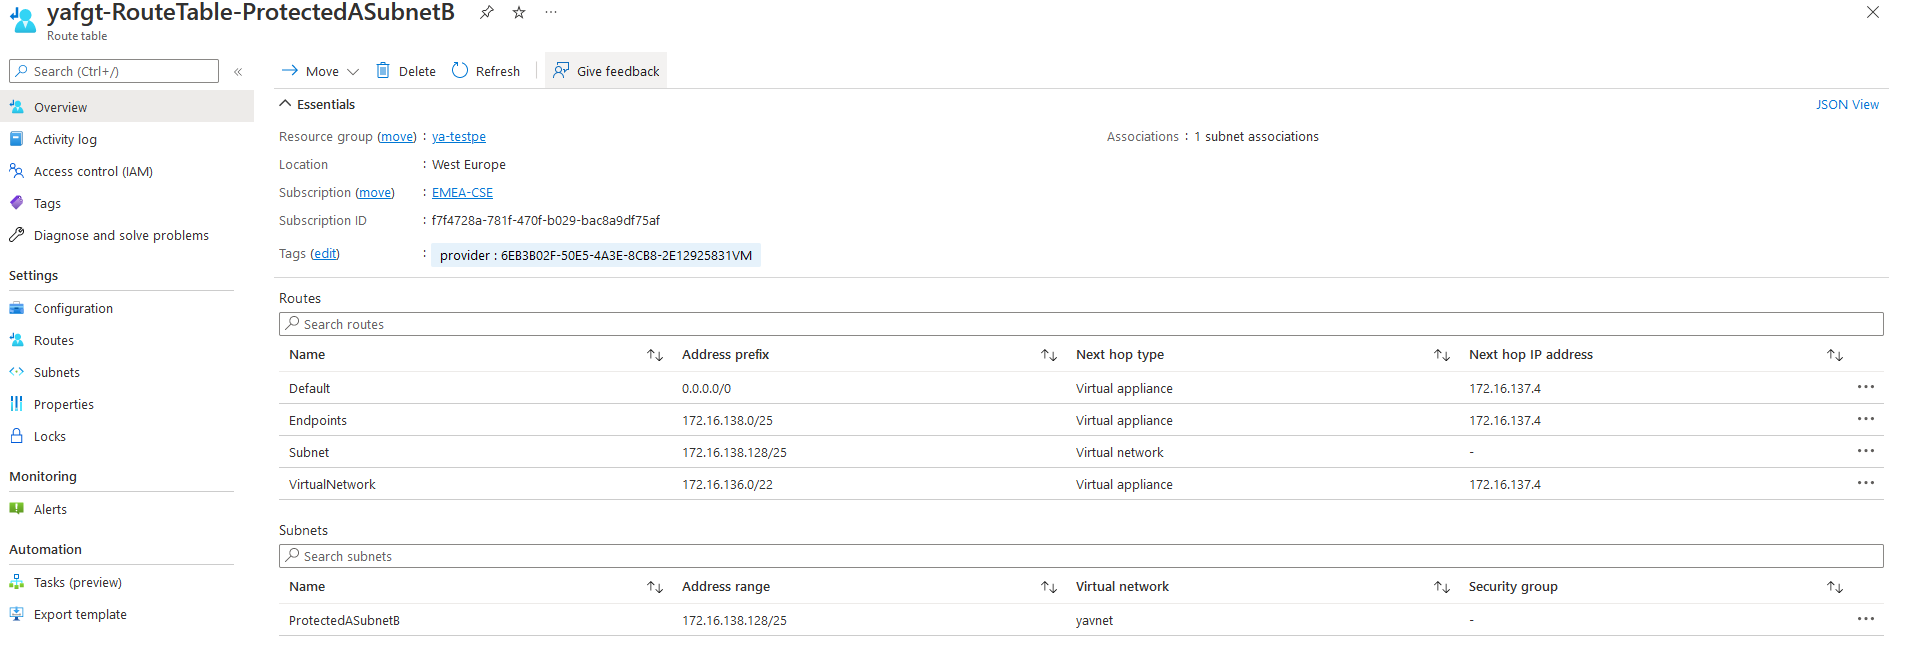 yafgt-RouteTable-ProtectedASubnetB
Route table
Search (Ctrl+/)
«
Move
Delete
Refresh
Give feedback
Overview
Activity log
Access control (IAM)
Tags
Diagnose and solve problems
Settings
Configuration
Routes
Subnets
Properties
Locks
Monitoring
Alerts
Automation
Tasks (preview)
Export template
Essentials
JSON View
Resource group (move) : ya-testpe
Associations : 1 subnet associations
Location : West Europe
Subscription (move) : EMEA-CSE
Subscription ID : f7f4728a-781f-470f-b029-bac8a9df75af
Tags (edit) : provider : 6EB3B02F-50E5-4A3E-8CB8-2E12925831VM
Routes
Search routes
Name Address prefix Next hop type Next hop IP address
Default 0.0.0.0/0 Virtual appliance 172.16.137.4
Endpoints 172.16.138.0/25 Virtual appliance 172.16.137.4
Subnet 172.16.138.128/25 Virtual network -
VirtualNetwork 172.16.136.0/22 Virtual appliance 172.16.137.4
Subnets
Search subnets
Name Address range Virtual network Security group
ProtectedASubnetB 172.16.138.128/25 yavnet -